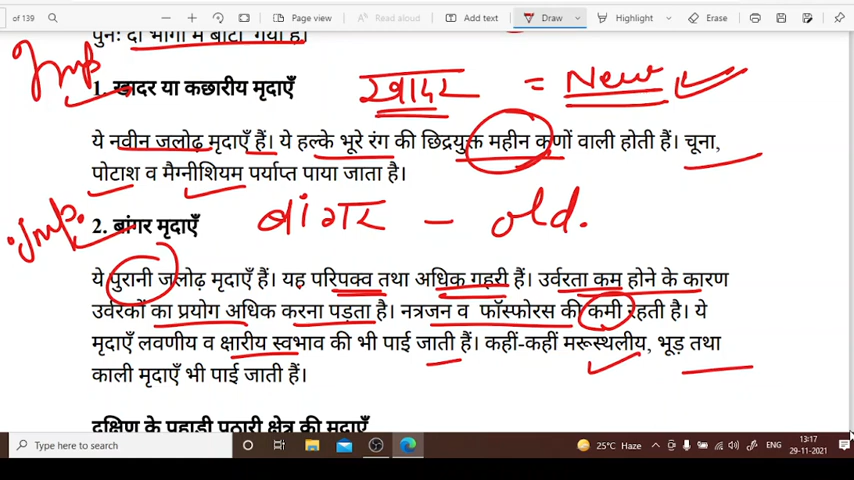 of 139 Page view Read aloud Add text Draw Highlight Erase
पुनः दो भागों में बाँटा गया है।
Imp
1. खादर या कछारीय मृदाएँ खादर = New
ये नवीन जलोढ़ मृदाएँ हैं। ये हल्के भूरे रंग की छिद्रयुक्त महीन कणों वाली होती हैं। चूना,
पोटाश व मैग्नीशियम पर्याप्त पाया जाता है।
Imp.
2. बांगर मृदाएँ बांगर - old.
ये पुरानी जलोढ़ मृदाएँ हैं। यह परिपक्व तथा अधिक गहरी हैं। उर्वरता कम होने के कारण
उर्वरकों का प्रयोग अधिक करना पड़ता है। नत्रजन व फॉस्फोरस की कमी रहती है। ये
मृदाएँ लवणीय व क्षारीय स्वभाव की भी पाई जाती हैं। कहीं-कहीं मरूस्थलीय, भूड़ तथा
काली मृदाएँ भी पाई जाती हैं।
दक्षिण के पहाड़ी पठारी क्षेत्र की मृदाएँ
Type here to search 25°C Haze ENG 13:17
29-11-2021